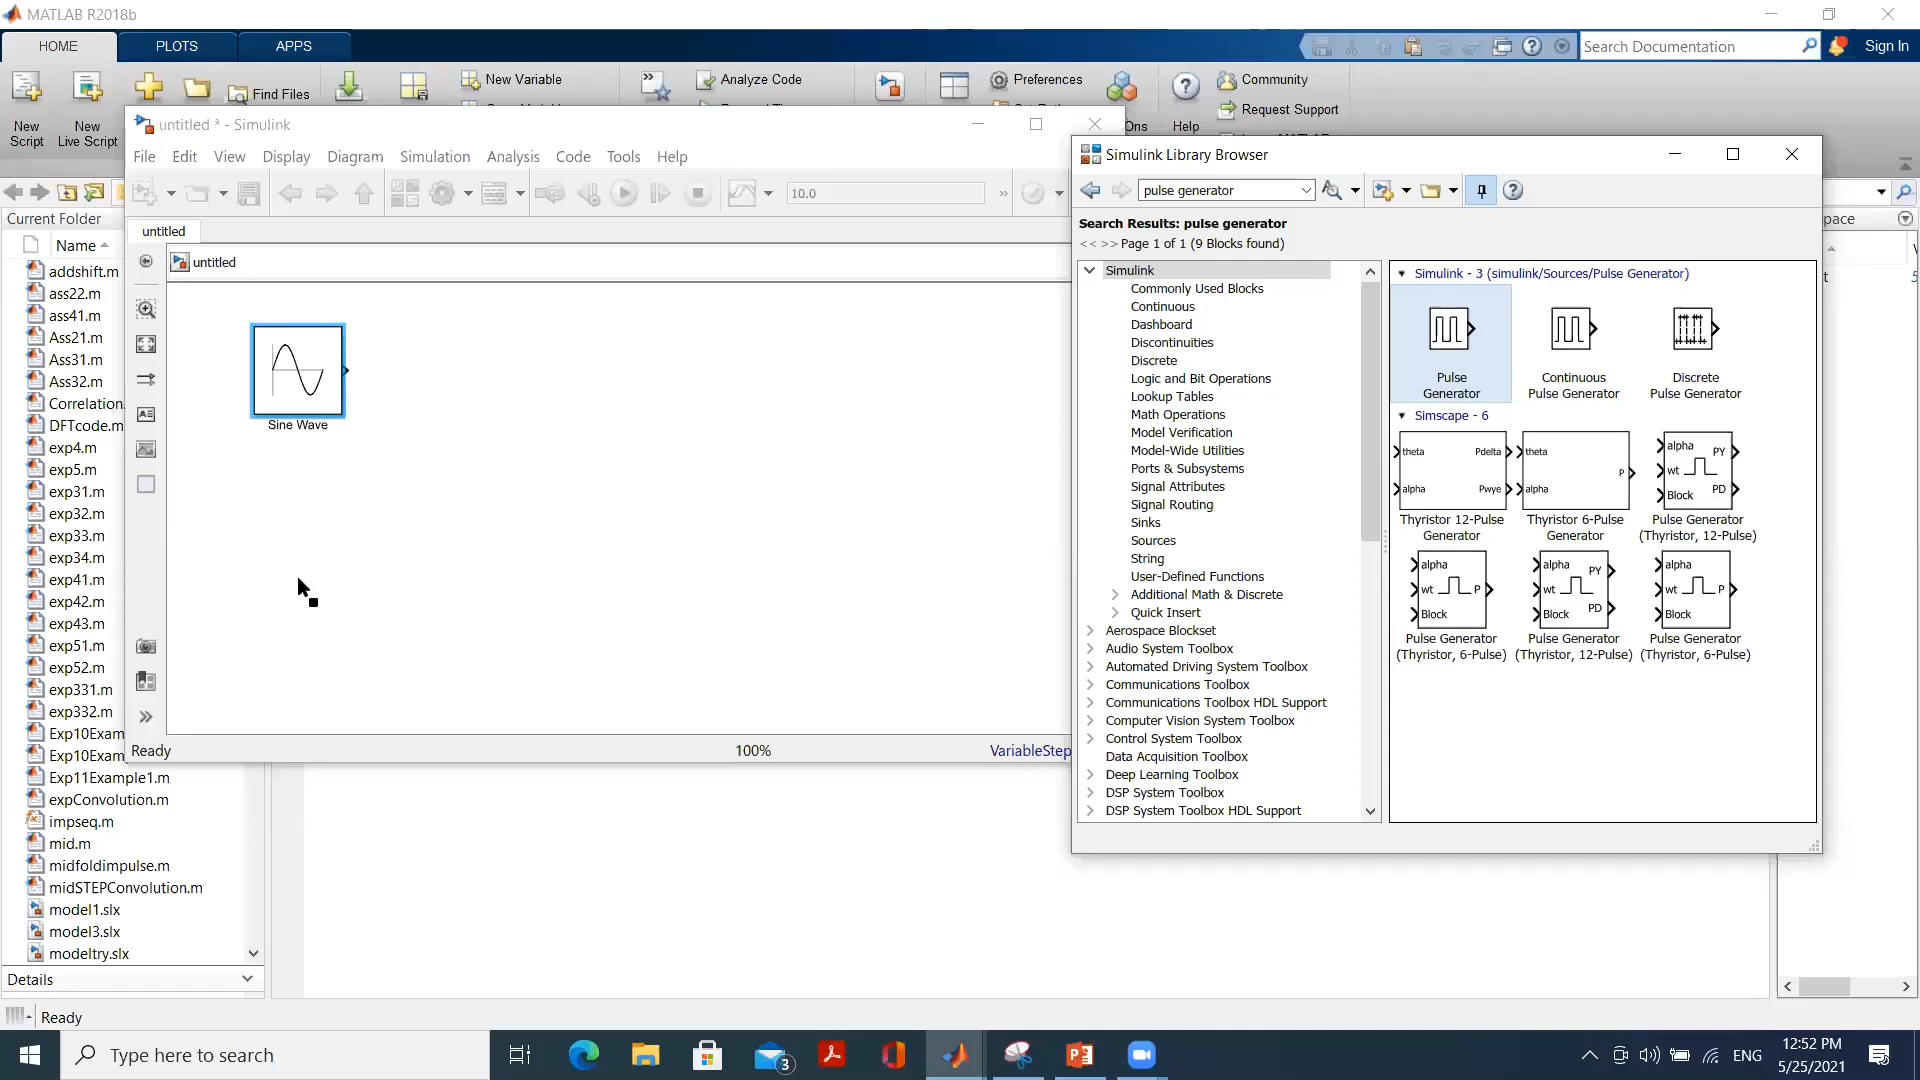 MATLAB R2018b
HOME PLOTS APPS
Search Documentation
Sign In
New Script
New Live Script
Find Files
New Variable
Analyze Code
Preferences
Ons
Help
Community
Request Support
untitled * - Simulink
File Edit View Display Diagram Simulation Analysis Code Tools Help
10.0
untitled
untitled
Sine Wave
Ready
100%
VariableStep
Current Folder
Name
addshift.m
ass22.m
ass41.m
Ass21.m
Ass31.m
Ass32.m
Correlation.
DFTcode.m
exp4.m
exp5.m
exp31.m
exp32.m
exp33.m
exp34.m
exp41.m
exp42.m
exp43.m
exp51.m
exp52.m
exp331.m
exp332.m
Exp10Exam
Exp10Exam
Exp11Example1.m
expConvolution.m
impseq.m
mid.m
midfoldimpulse.m
midSTEPConvolution.m
model1.slx
model3.slx
modeltry.slx
Details
Ready
Simulink Library Browser
pulse generator
Search Results: pulse generator
<< >> Page 1 of 1 (9 Blocks found)
Simulink
Commonly Used Blocks
Continuous
Dashboard
Discontinuities
Discrete
Logic and Bit Operations
Lookup Tables
Math Operations
Model Verification
Model-Wide Utilities
Ports & Subsystems
Signal Attributes
Signal Routing
Sinks
Sources
String
User-Defined Functions
Additional Math & Discrete
Quick Insert
Aerospace Blockset
Audio System Toolbox
Automated Driving System Toolbox
Communications Toolbox
Communications Toolbox HDL Support
Computer Vision System Toolbox
Control System Toolbox
Data Acquisition Toolbox
Deep Learning Toolbox
DSP System Toolbox
DSP System Toolbox HDL Support
Simulink - 3 (simulink/Sources/Pulse Generator)
Pulse Generator
Continuous Pulse Generator
Discrete Pulse Generator
Simscape - 6
theta Pdelta
alpha Pwye
Thyristor 12-Pulse Generator
theta P
alpha
Thyristor 6-Pulse Generator
alpha PY
wt
Block PD
Pulse Generator (Thyristor, 12-Pulse)
alpha
wt P
Block
Pulse Generator (Thyristor, 6-Pulse)
alpha PY
wt
Block PD
Pulse Generator (Thyristor, 12-Pulse)
alpha
wt P
Block
Pulse Generator (Thyristor, 6-Pulse)
pace
Type here to search
3
ENG
12:52 PM
5/25/2021